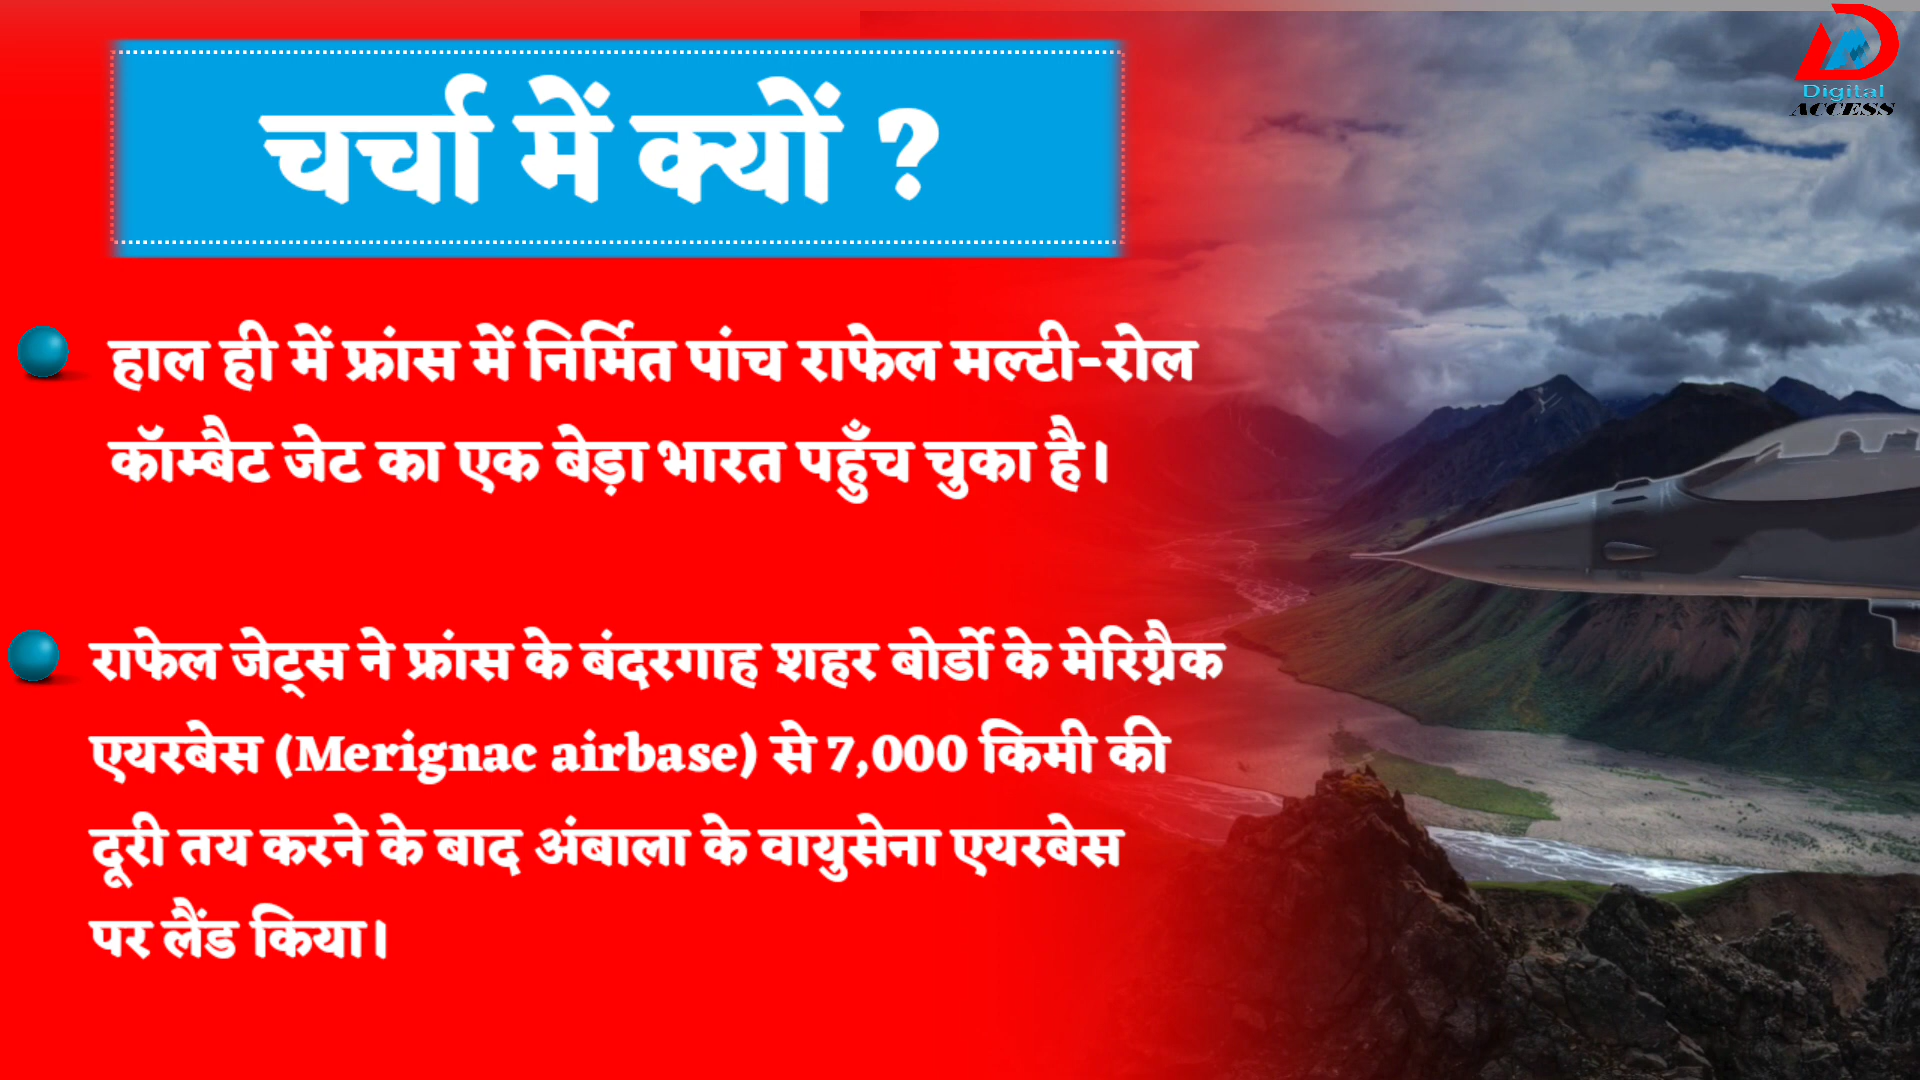 Digital
ACCESS
चर्चा में क्यों ?
हाल ही में फ्रांस में निर्मित पांच राफेल मल्टी-रोल
कॉम्बैट जेट का एक बेड़ा भारत पहुँच चुका है।
राफेल जेट्स ने फ्रांस के बंदरगाह शहर बोर्डो के मेरिग्नैक
एयरबेस (Merignac airbase) से 7,000 किमी की
दूरी तय करने के बाद अंबाला के वायुसेना एयरबेस
पर लैंड किया।